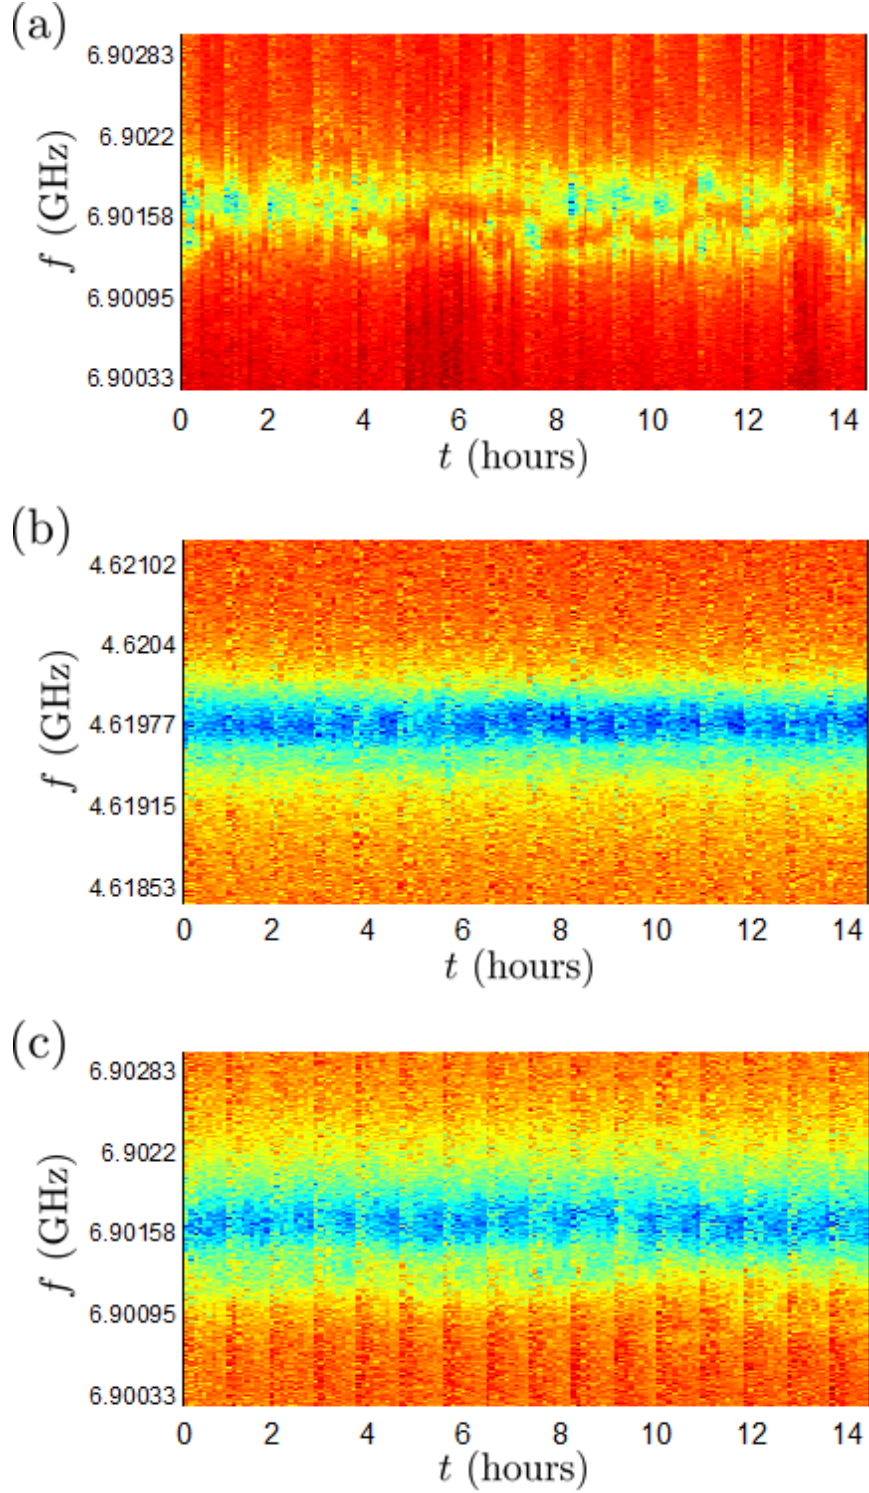 (a)
f (GHz)
6.90283
6.9022
6.90158
6.90095
6.90033
0 2 4 6 8 10 12 14
t (hours)
(b)
f (GHz)
4.62102
4.6204
4.61977
4.61915
4.61853
0 2 4 6 8 10 12 14
t (hours)
(c)
f (GHz)
6.90283
6.9022
6.90158
6.90095
6.90033
0 2 4 6 8 10 12 14
t (hours)